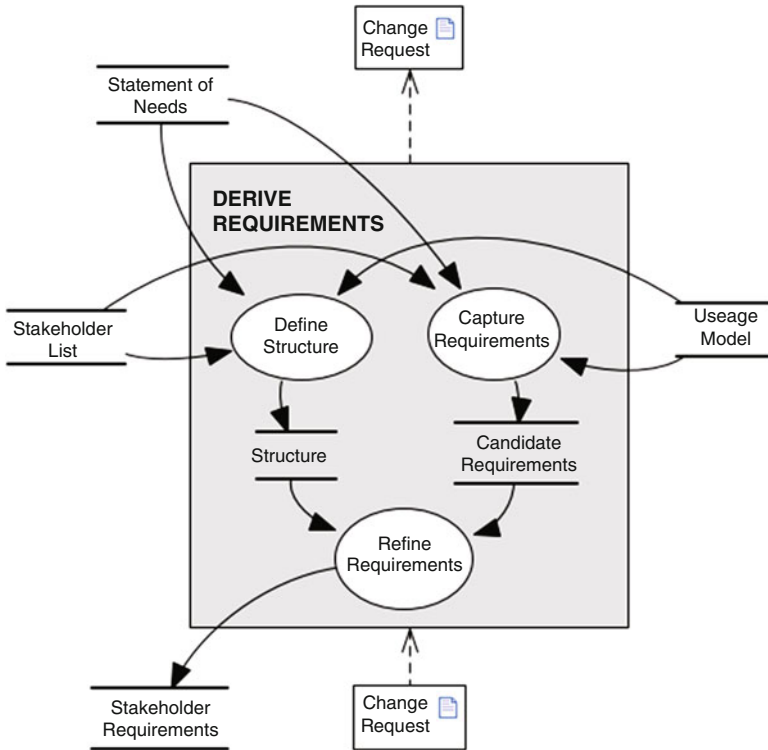 Change
Request
Statement of
Needs
DERIVE
REQUIREMENTS
Stakeholder
List
Define
Structure
Capture
Requirements
Useage
Model
Structure
Candidate
Requirements
Refine
Requirements
Stakeholder
Requirements
Change
Request